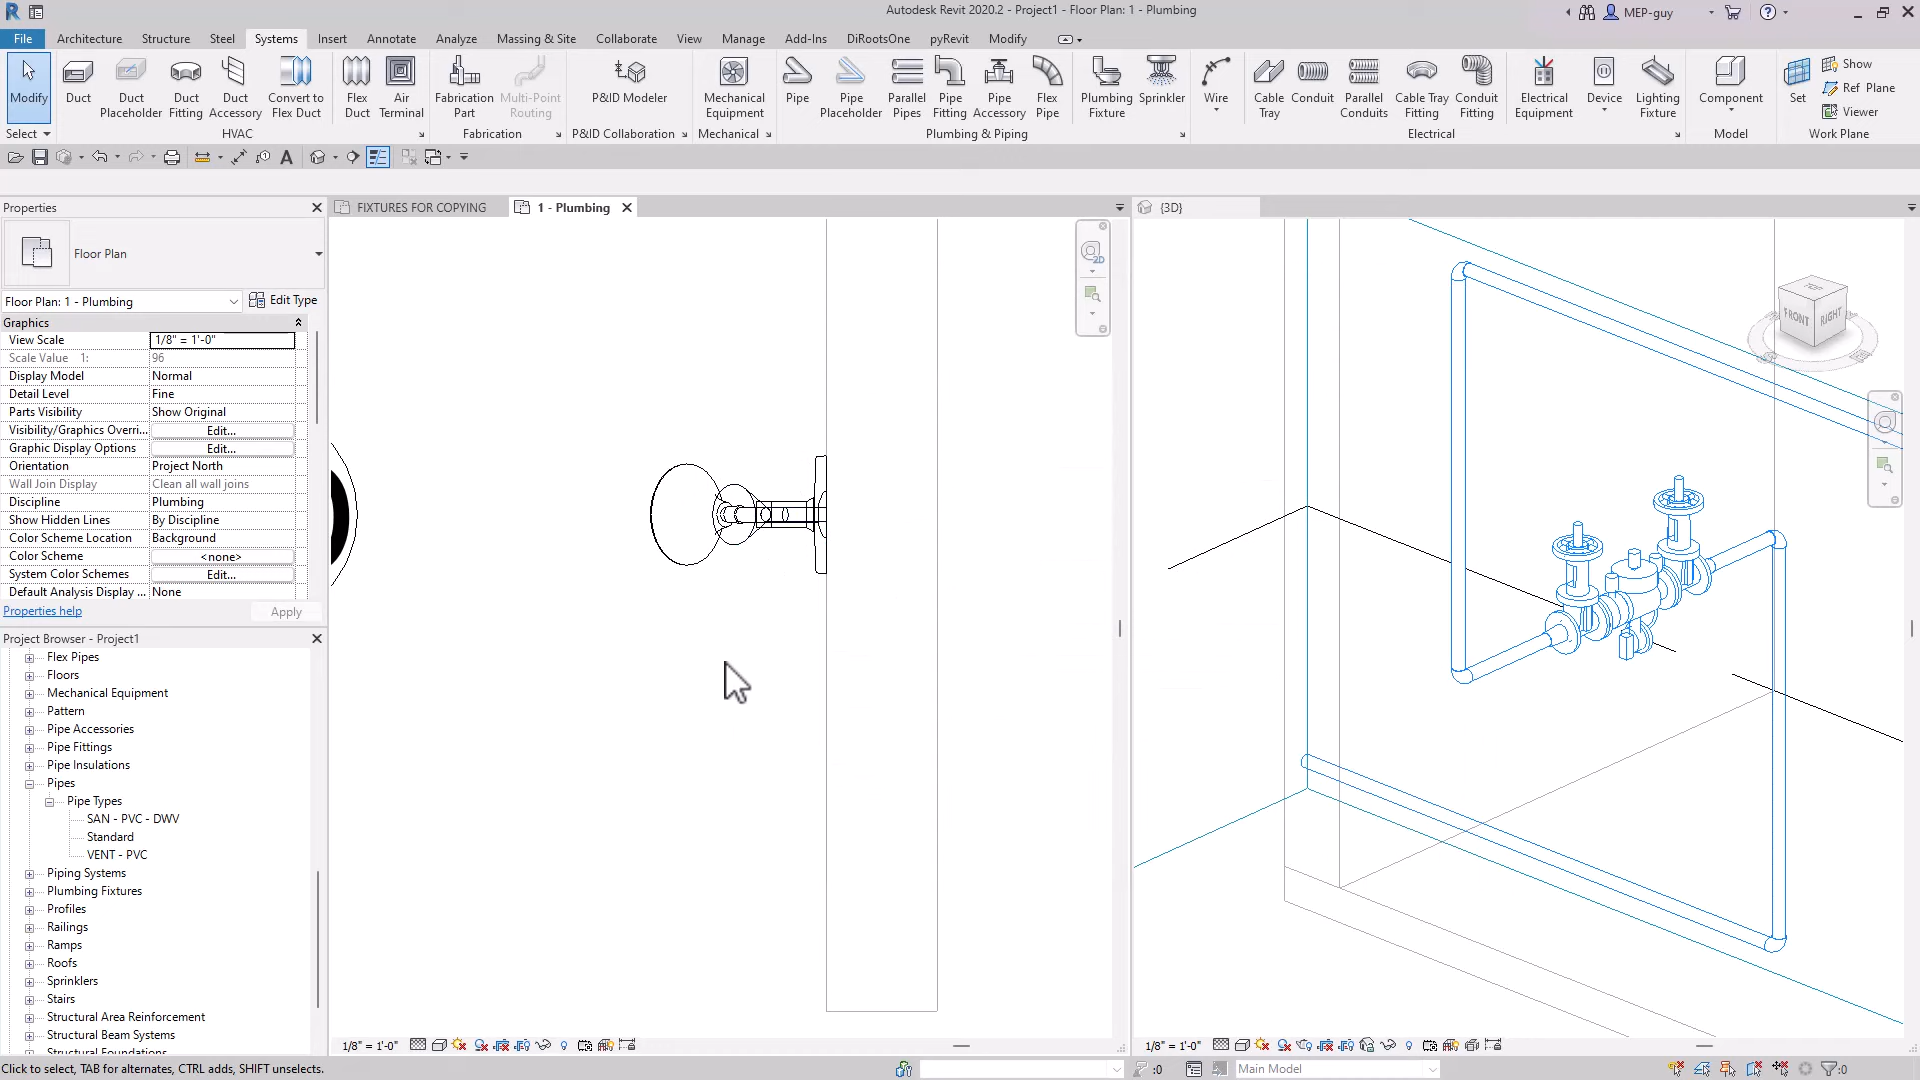 Autodesk Revit 2020.2 - Project1 - Floor Plan: 1 - Plumbing
MEP-guy
File Architecture Structure Steel Systems Insert Annotate Analyze Massing & Site Collaborate View Manage Add-Ins DiRootsOne pyRevit Modify
Modify
Duct
Duct Placeholder
Duct Fitting
Duct Accessory
Convert to Flex Duct
Flex Duct
Air Terminal
Fabrication Part
Multi-Point Routing
P&ID Modeler
Mechanical Equipment
Pipe
Pipe Placeholder
Parallel Pipes
Pipe Fitting
Pipe Accessory
Flex Pipe
Plumbing Fixture
Sprinkler
Wire
Cable Tray
Conduit
Parallel Conduits
Cable Tray Fitting
Conduit Fitting
Electrical Equipment
Device
Lighting Fixture
Component
Set
Show
Ref Plane
Viewer
Select HVAC Fabrication P&ID Collaboration Mechanical Plumbing & Piping Electrical Model Work Plane
Properties
FIXTURES FOR COPYING
1 - Plumbing
{3D}
Floor Plan
Floor Plan: 1 - Plumbing Edit Type
Graphics
View Scale 1/8" = 1'-0"
Scale Value 1: 96
Display Model Normal
Detail Level Fine
Parts Visibility Show Original
Visibility/Graphics Overri... Edit...
Graphic Display Options Edit...
Orientation Project North
Wall Join Display Clean all wall joins
Discipline Plumbing
Show Hidden Lines By Discipline
Color Scheme Location Background
Color Scheme <none>
System Color Schemes Edit...
Default Analysis Display ... None
Properties help Apply
Project Browser - Project1
Flex Pipes
Floors
Mechanical Equipment
Pattern
Pipe Accessories
Pipe Fittings
Pipe Insulations
Pipes
Pipe Types
SAN - PVC - DWV
Standard
VENT - PVC
Piping Systems
Plumbing Fixtures
Profiles
Railings
Ramps
Roofs
Sprinklers
Stairs
Structural Area Reinforcement
Structural Beam Systems
Structural Foundations
2D
TOP
FRONT
RIGHT
1/8" = 1'-0"
1/8" = 1'-0"
Click to select, TAB for alternates, CTRL adds, SHIFT unselects.
:0
Main Model
:0